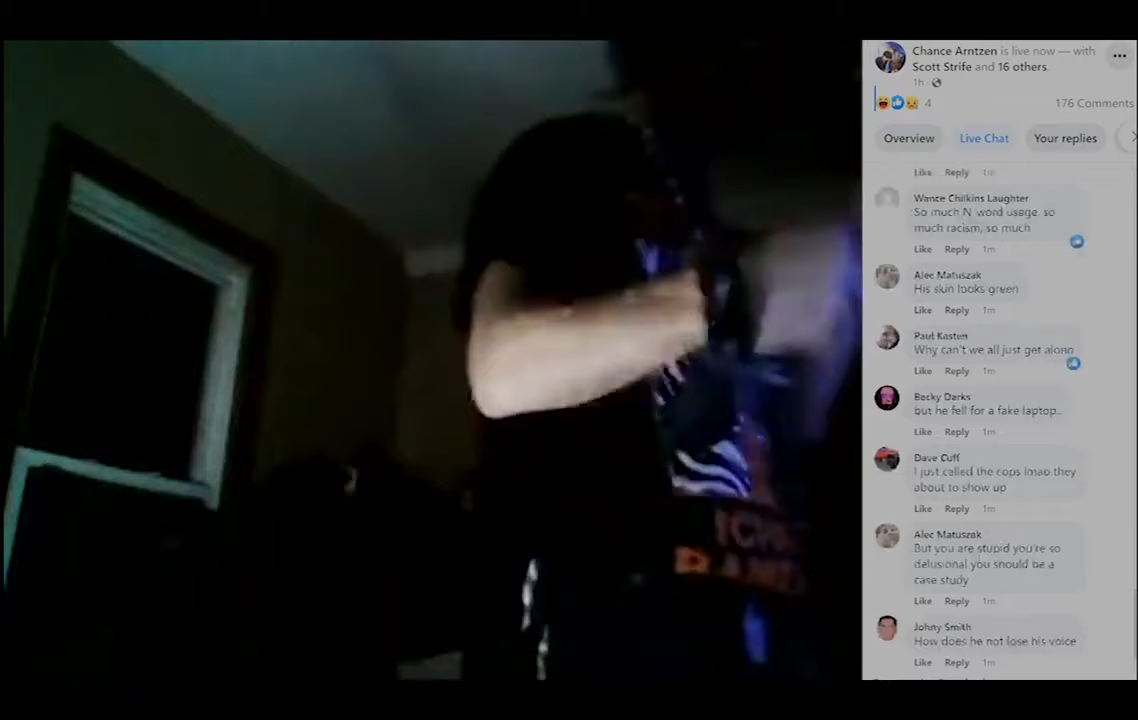 Chance Arntzen is live now — with
Scott Strife and 16 others.
1h
4
176 Comments
Overview
Live Chat
Your replies
Like Reply 1m
Wance Chilkins Laughter
So much N word usage, so
much racism, so much
Like Reply 1m
Alec Matuszak
His skin looks green
Like Reply 1m
Paul Kasten
Why can't we all just get along
Like Reply 1m
Becky Darks
but he fell for a fake laptop..
Like Reply 1m
Dave Cuff
I just called the cops lmao they
about to show up
Like Reply 1m
Alec Matuszak
But you are stupid you're so
delusional you should be a
case study
Like Reply 1m
Johny Smith
How does he not lose his voice
Like Reply 1m